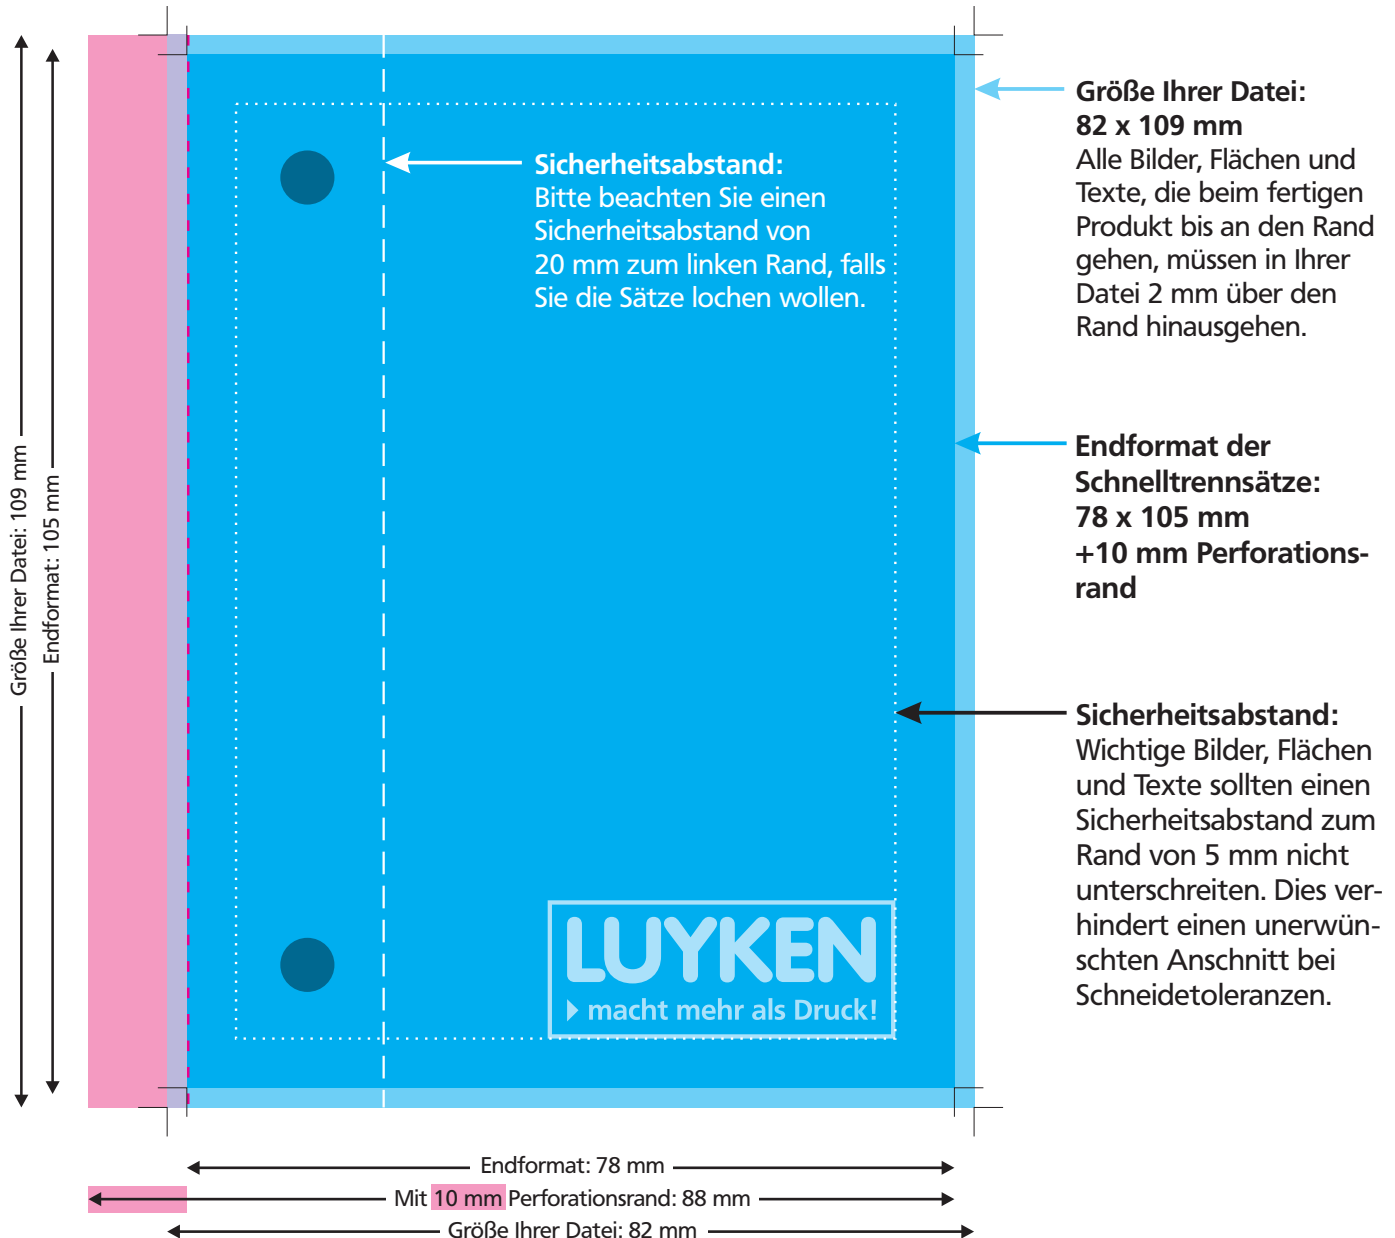 Größe Ihrer Datei: 109 mm
Endformat: 105 mm
Sicherheitsabstand:
Bitte beachten Sie einen
Sicherheitsabstand von
20 mm zum linken Rand, falls
Sie die Sätze lochen wollen.
Größe Ihrer Datei:
82 x 109 mm
Alle Bilder, Flächen und
Texte, die beim fertigen
Produkt bis an den Rand
gehen, müssen in Ihrer
Datei 2 mm über den
Rand hinausgehen.
Endformat der
Schnelltrennsätze:
78 x 105 mm
+10 mm Perforations-
rand
Sicherheitsabstand:
Wichtige Bilder, Flächen
und Texte sollten einen
Sicherheitsabstand zum
Rand von 5 mm nicht
unterschreiten. Dies ver-
hindert einen unerwün-
schten Anschnitt bei
Schneidetoleranzen.
LUYKEN
macht mehr als Druck!
Endformat: 78 mm
Mit 10 mm Perforationsrand: 88 mm
Größe Ihrer Datei: 82 mm